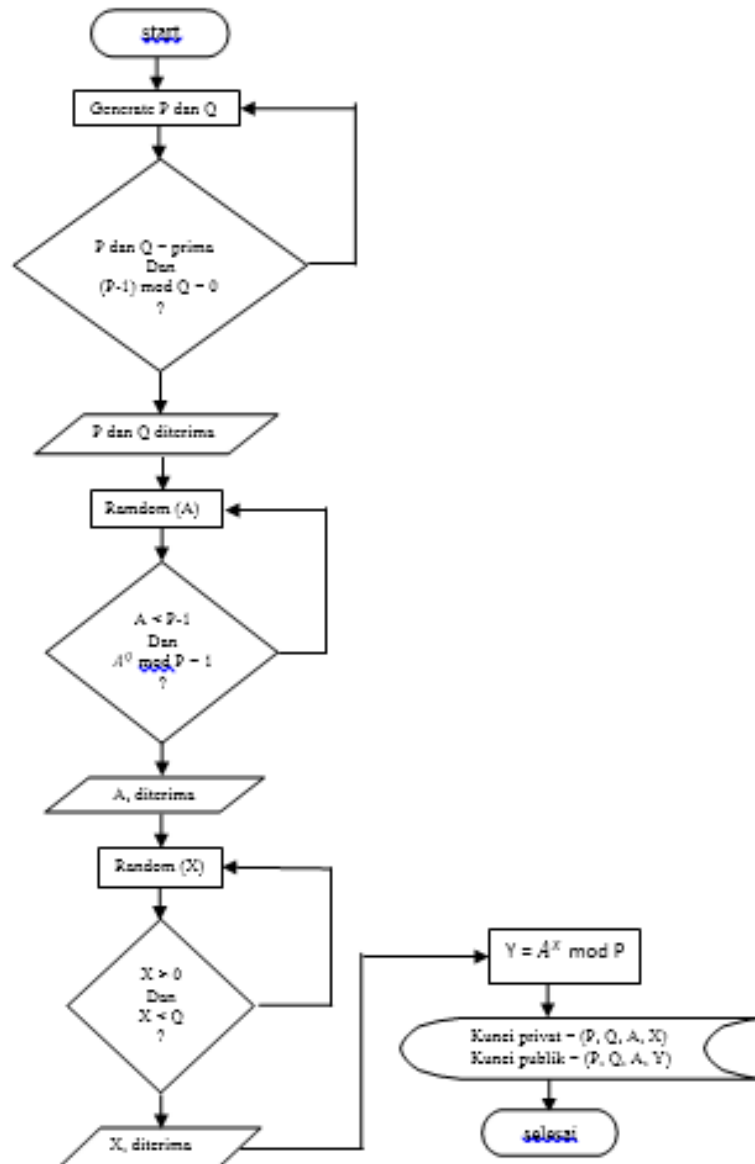 start
Generate P dan Q
P dan Q = prima
Dan
(P-1) mod Q = 0
?
P dan Q diterima
Ramdom (A)
A < P-1
Dan
A^Q mod P = 1
?
A, diterima
Random (X)
X > 0
Dan
X < Q
?
X, diterima
Y = A^X mod P
Kunci privat = (P, Q, A, X)
Kunci publik = (P, Q, A, Y)
selesai